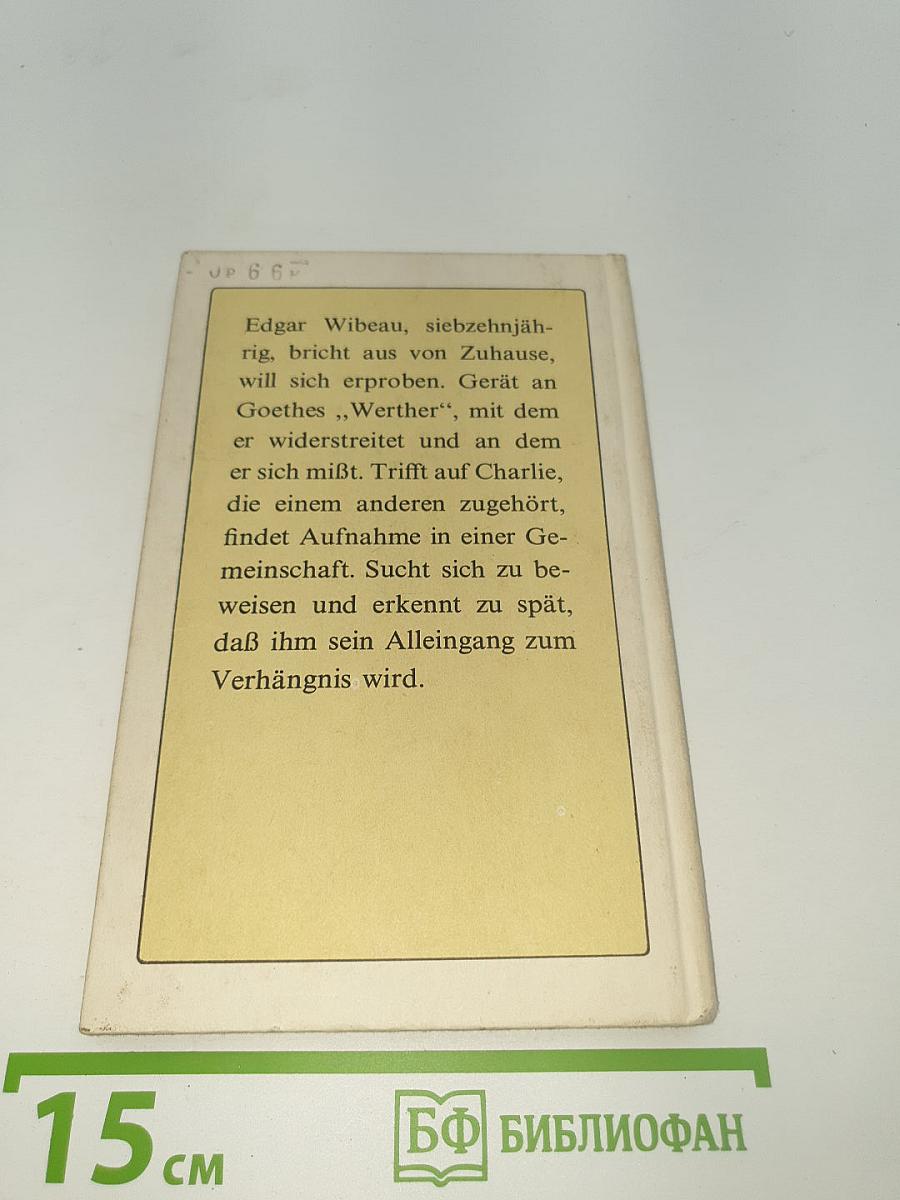 66
Edgar Wibeau, siebzehnjäh-
rig, bricht aus von Zuhause,
will sich erproben. Gerät an
Goethes „Werther“, mit dem
er widerstreitet und an dem
er sich mißt. Trifft auf Charlie,
die einem anderen zugehört,
findet Aufnahme in einer Ge-
meinschaft. Sucht sich zu be-
weisen und erkennt zu spät,
daß ihm sein Alleingang zum
Verhängnis wird.
15 см
БФ БИБЛИОФАН